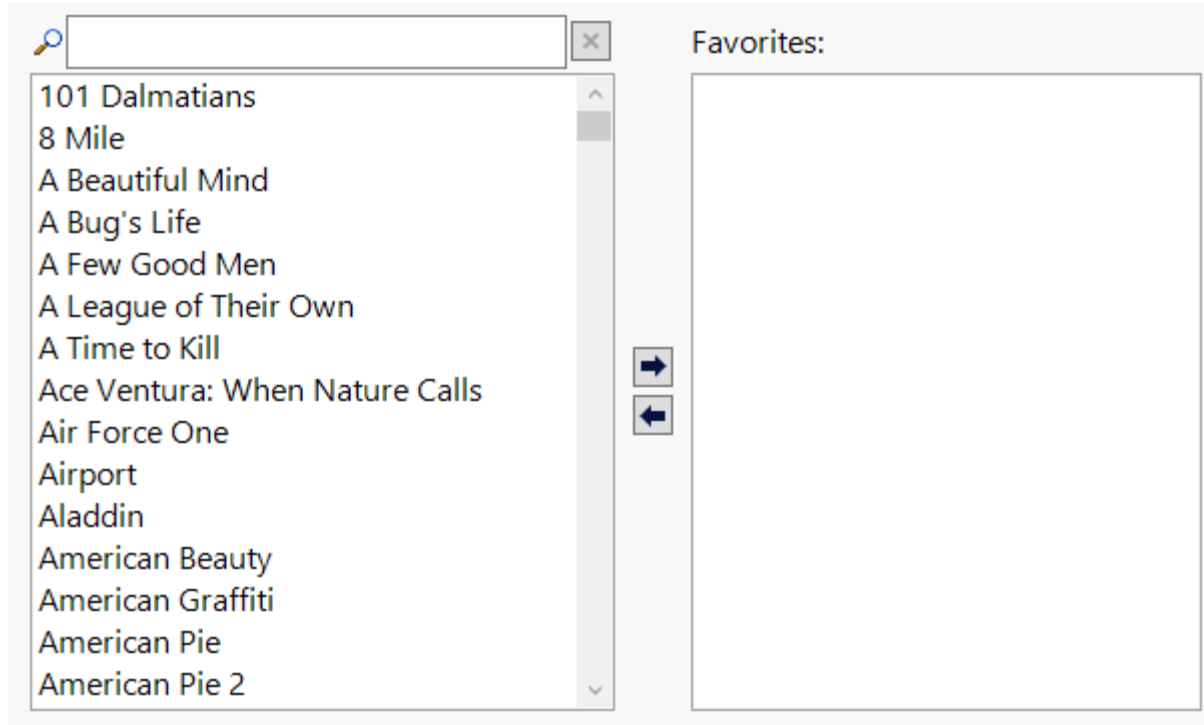 Favorites:
101 Dalmatians
8 Mile
A Beautiful Mind
A Bug's Life
A Few Good Men
A League of Their Own
A Time to Kill
Ace Ventura: When Nature Calls
Air Force One
Airport
Aladdin
American Beauty
American Graffiti
American Pie
American Pie 2